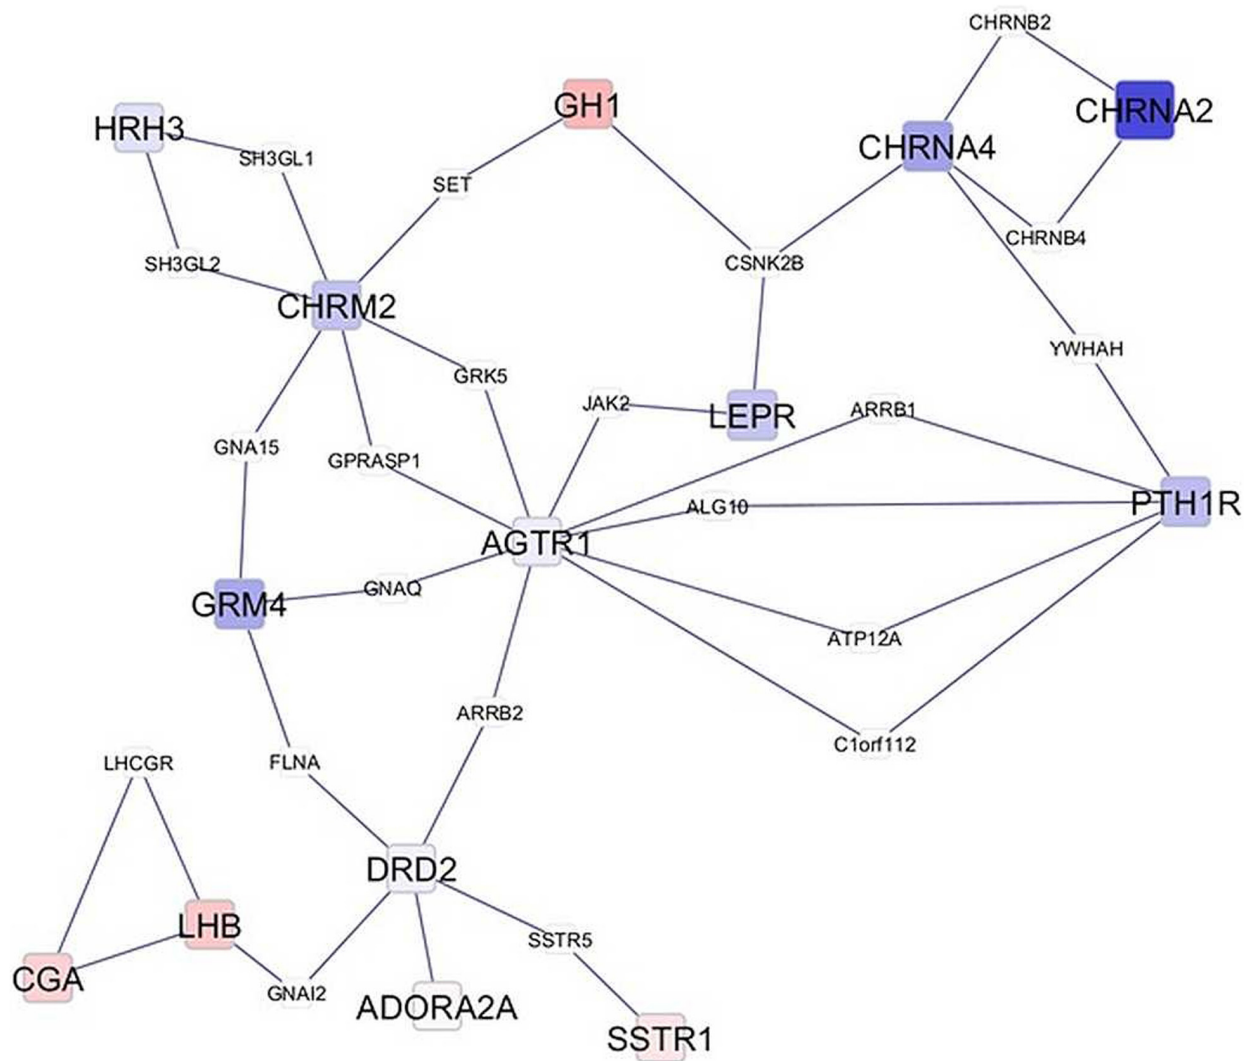 CHRNB2
GH1
CHRNA2
HRH3
CHRNA4
SH3GL1
SET
CHRNB4
SH3GL2
CSNK2B
CHRM2
YWHAH
GRK5
JAK2
LEPR
ARRB1
GNA15
GPRASP1
ALG10
PTH1R
AGTR1
GNAQ
GRM4
ATP12A
ARRB2
C1orf112
LHCGR
FLNA
DRD2
LHB
SSTR5
CGA
GNAI2
ADORA2A
SSTR1